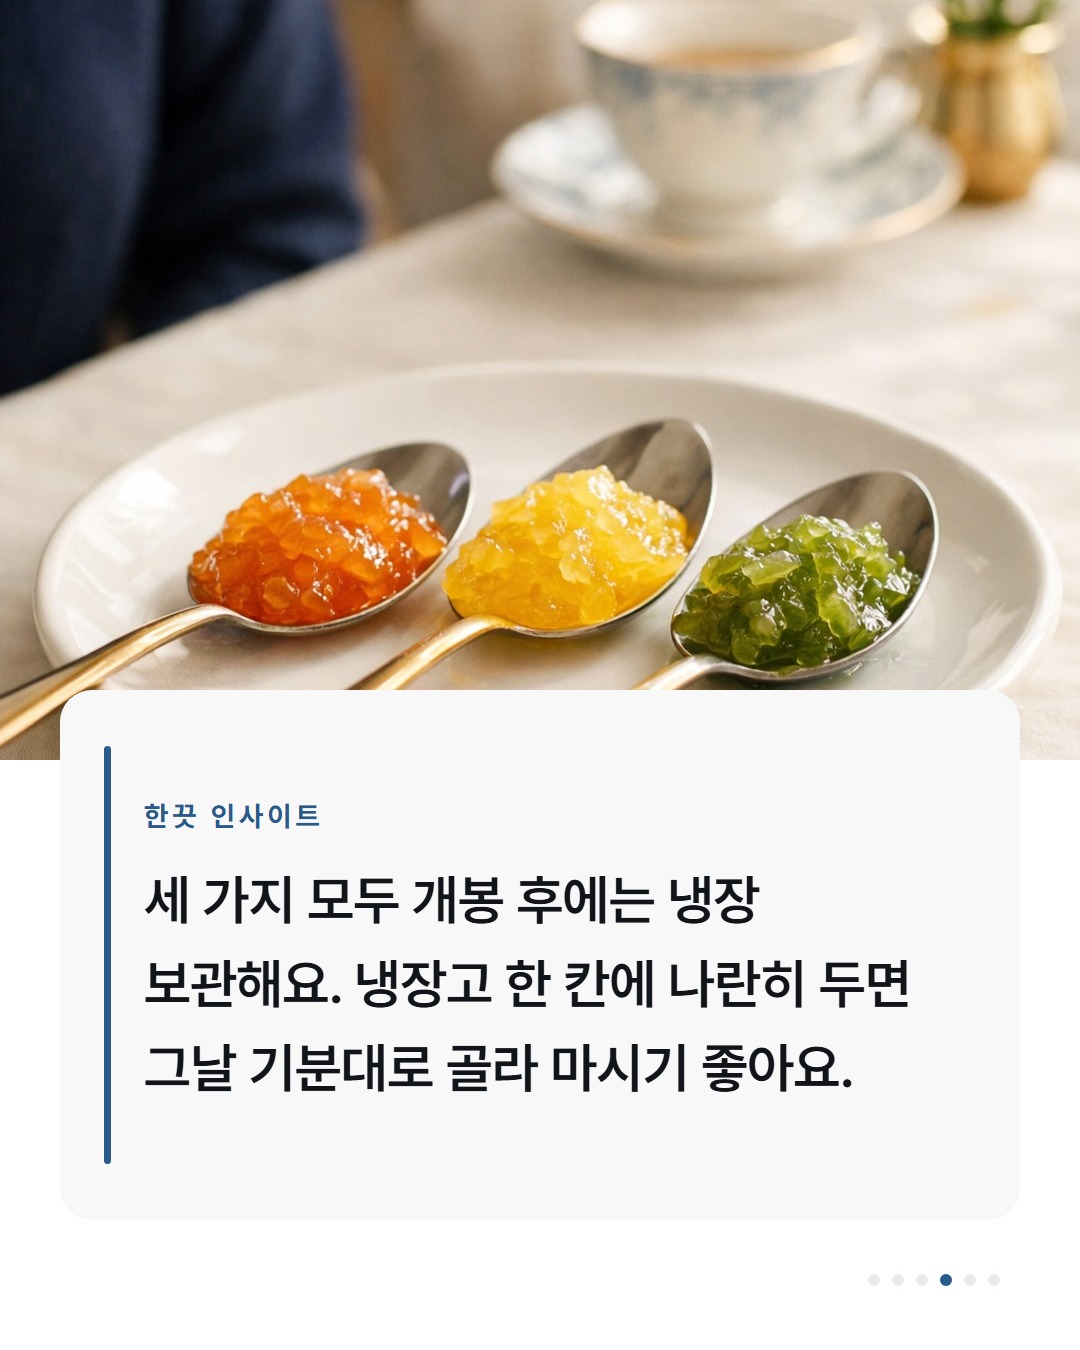 한끗 인사이트
세 가지 모두 개봉 후에는 냉장
보관해요. 냉장고 한 칸에 나란히 두면
그날 기분대로 골라 마시기 좋아요.